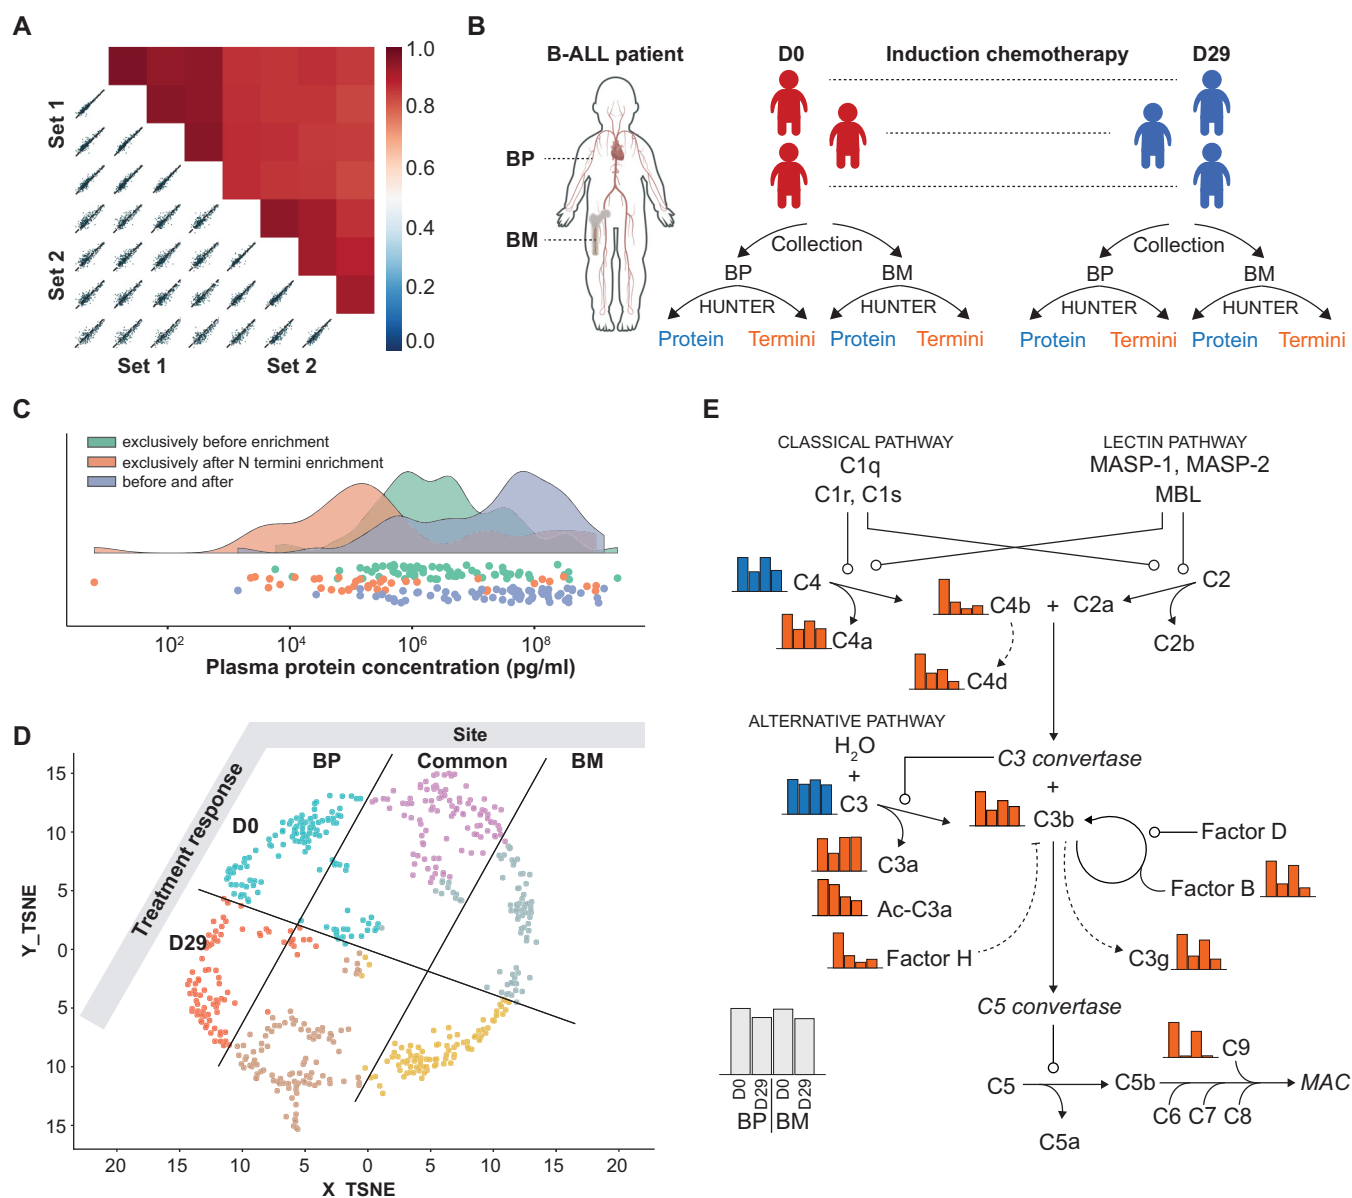 A
Set 1
Set 2
Set 1
Set 2
1.0
0.8
0.6
0.4
0.2
0.0
B
B-ALL patient
D0
Induction chemotherapy
D29
BP
BM
Collection
BP
BM
HUNTER
HUNTER
Protein
Termini
Protein
Termini
Collection
BP
BM
HUNTER
HUNTER
Protein
Termini
Protein
Termini
C
exclusively before enrichment
exclusively after N termini enrichment
before and after
10²
10⁴
10⁶
10⁸
Plasma protein concentration (pg/ml)
D
Site
BP
Common
BM
Treatment response
D0
D29
Y_TSNE
15
10
5
0
5
10
15
20
15
10
5
0
5
10
15
20
X_TSNE
E
CLASSICAL PATHWAY
C1q
C1r, C1s
LECTIN PATHWAY
MASP-1, MASP-2
MBL
C4
C2
C4b
+
C2a
C4a
C2b
C4d
ALTERNATIVE PATHWAY
H₂O
+
C3
C3 convertase
+
C3b
Factor D
C3a
Factor B
Ac-C3a
Factor H
C3g
C5 convertase
D0
D29
D0
D29
BP
BM
C9
C5
C5b
MAC
C6
C7
C8
C5a